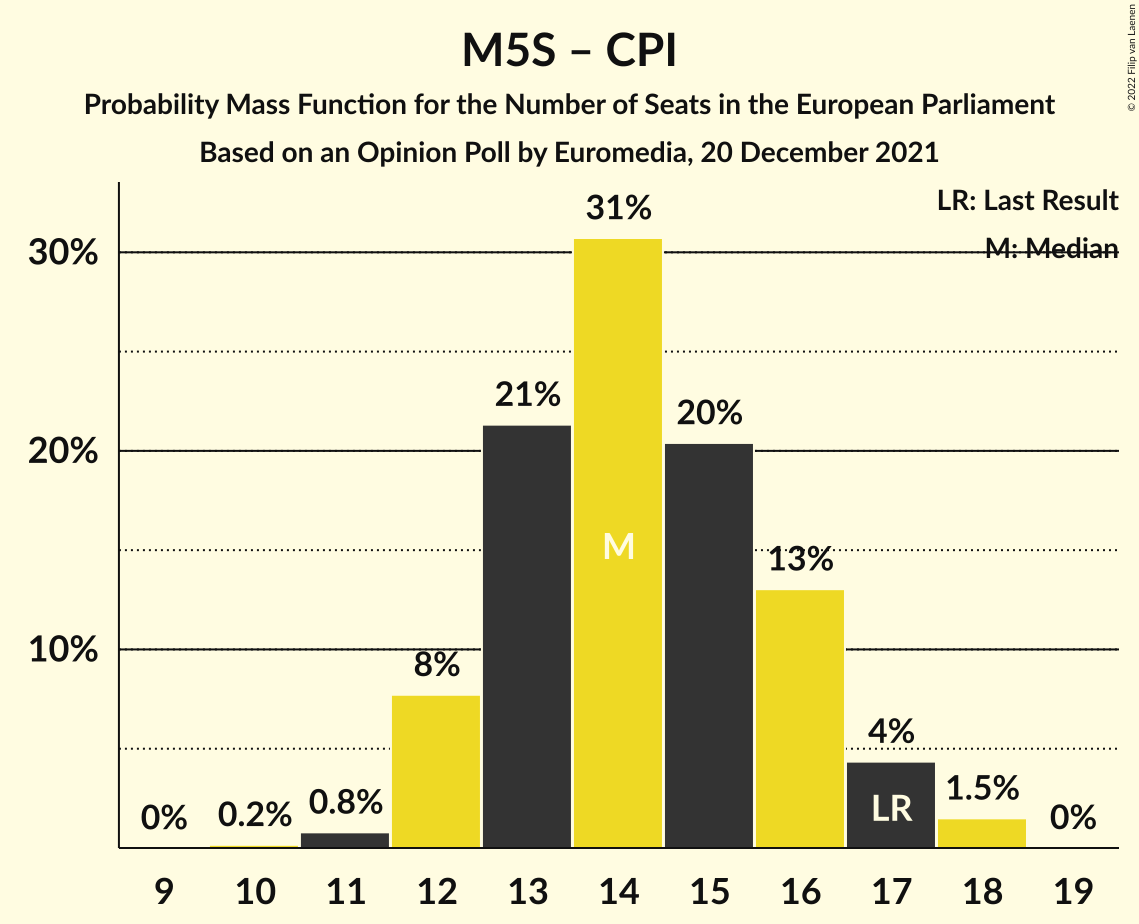 M5S – CPI
Probability Mass Function for the Number of Seats in the European Parliament
Based on an Opinion Poll by Euromedia, 20 December 2021
© 2022 Filip van Laenen
LR: Last Result
M: Median
30%
20%
10%
0%
0.2%
0.8%
8%
21%
31%
20%
13%
4%
1.5%
0%
M
LR
9 10 11 12 13 14 15 16 17 18 19